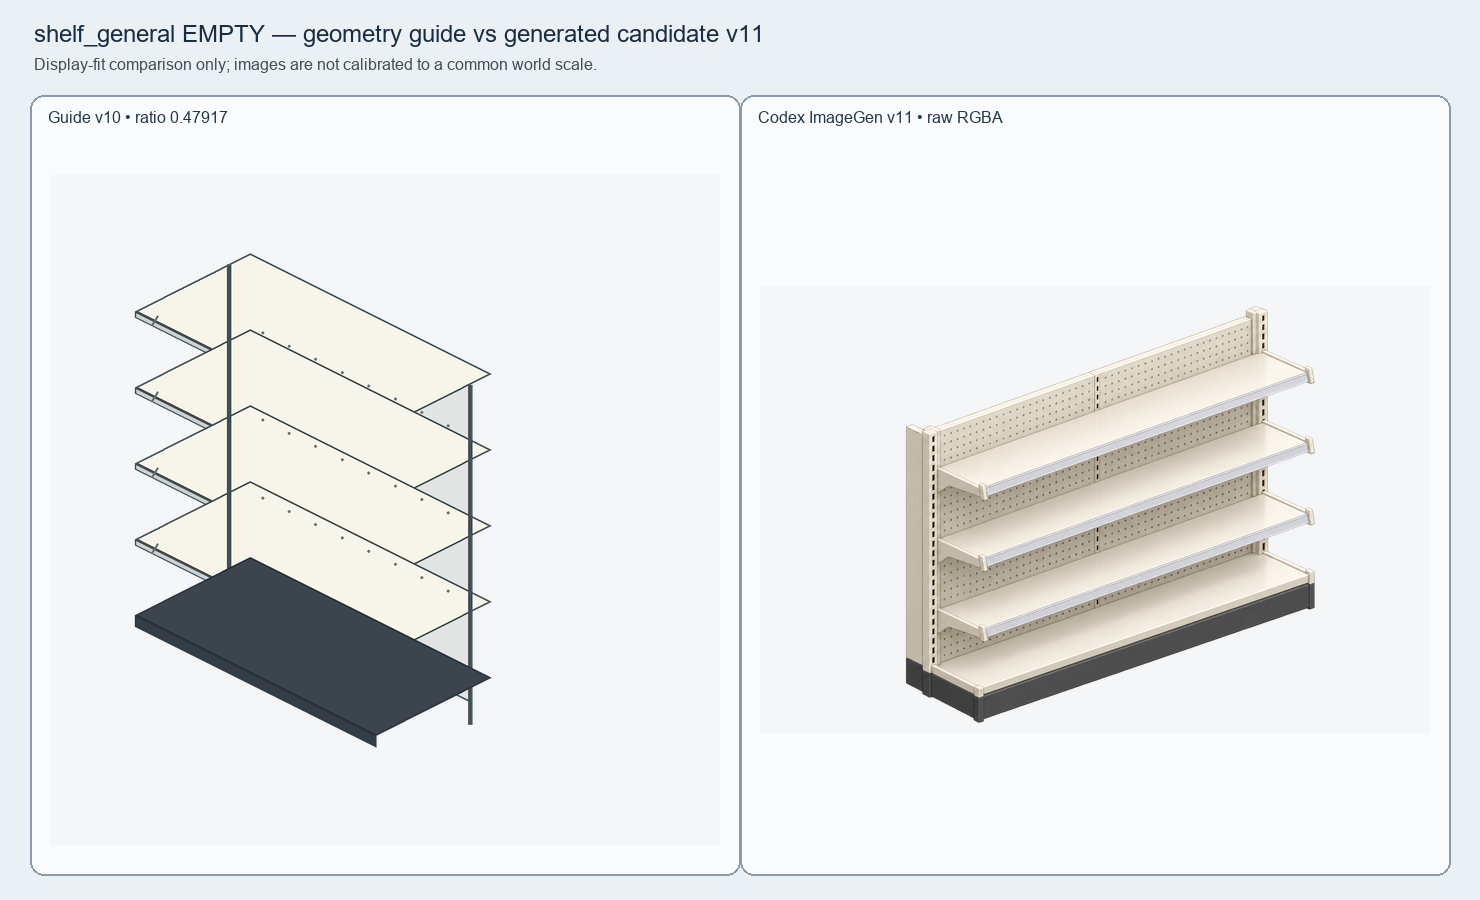 shelf_general EMPTY — geometry guide vs generated candidate v11
Display-fit comparison only; images are not calibrated to a common world scale.
Guide v10 • ratio 0.47917
Codex ImageGen v11 • raw RGBA